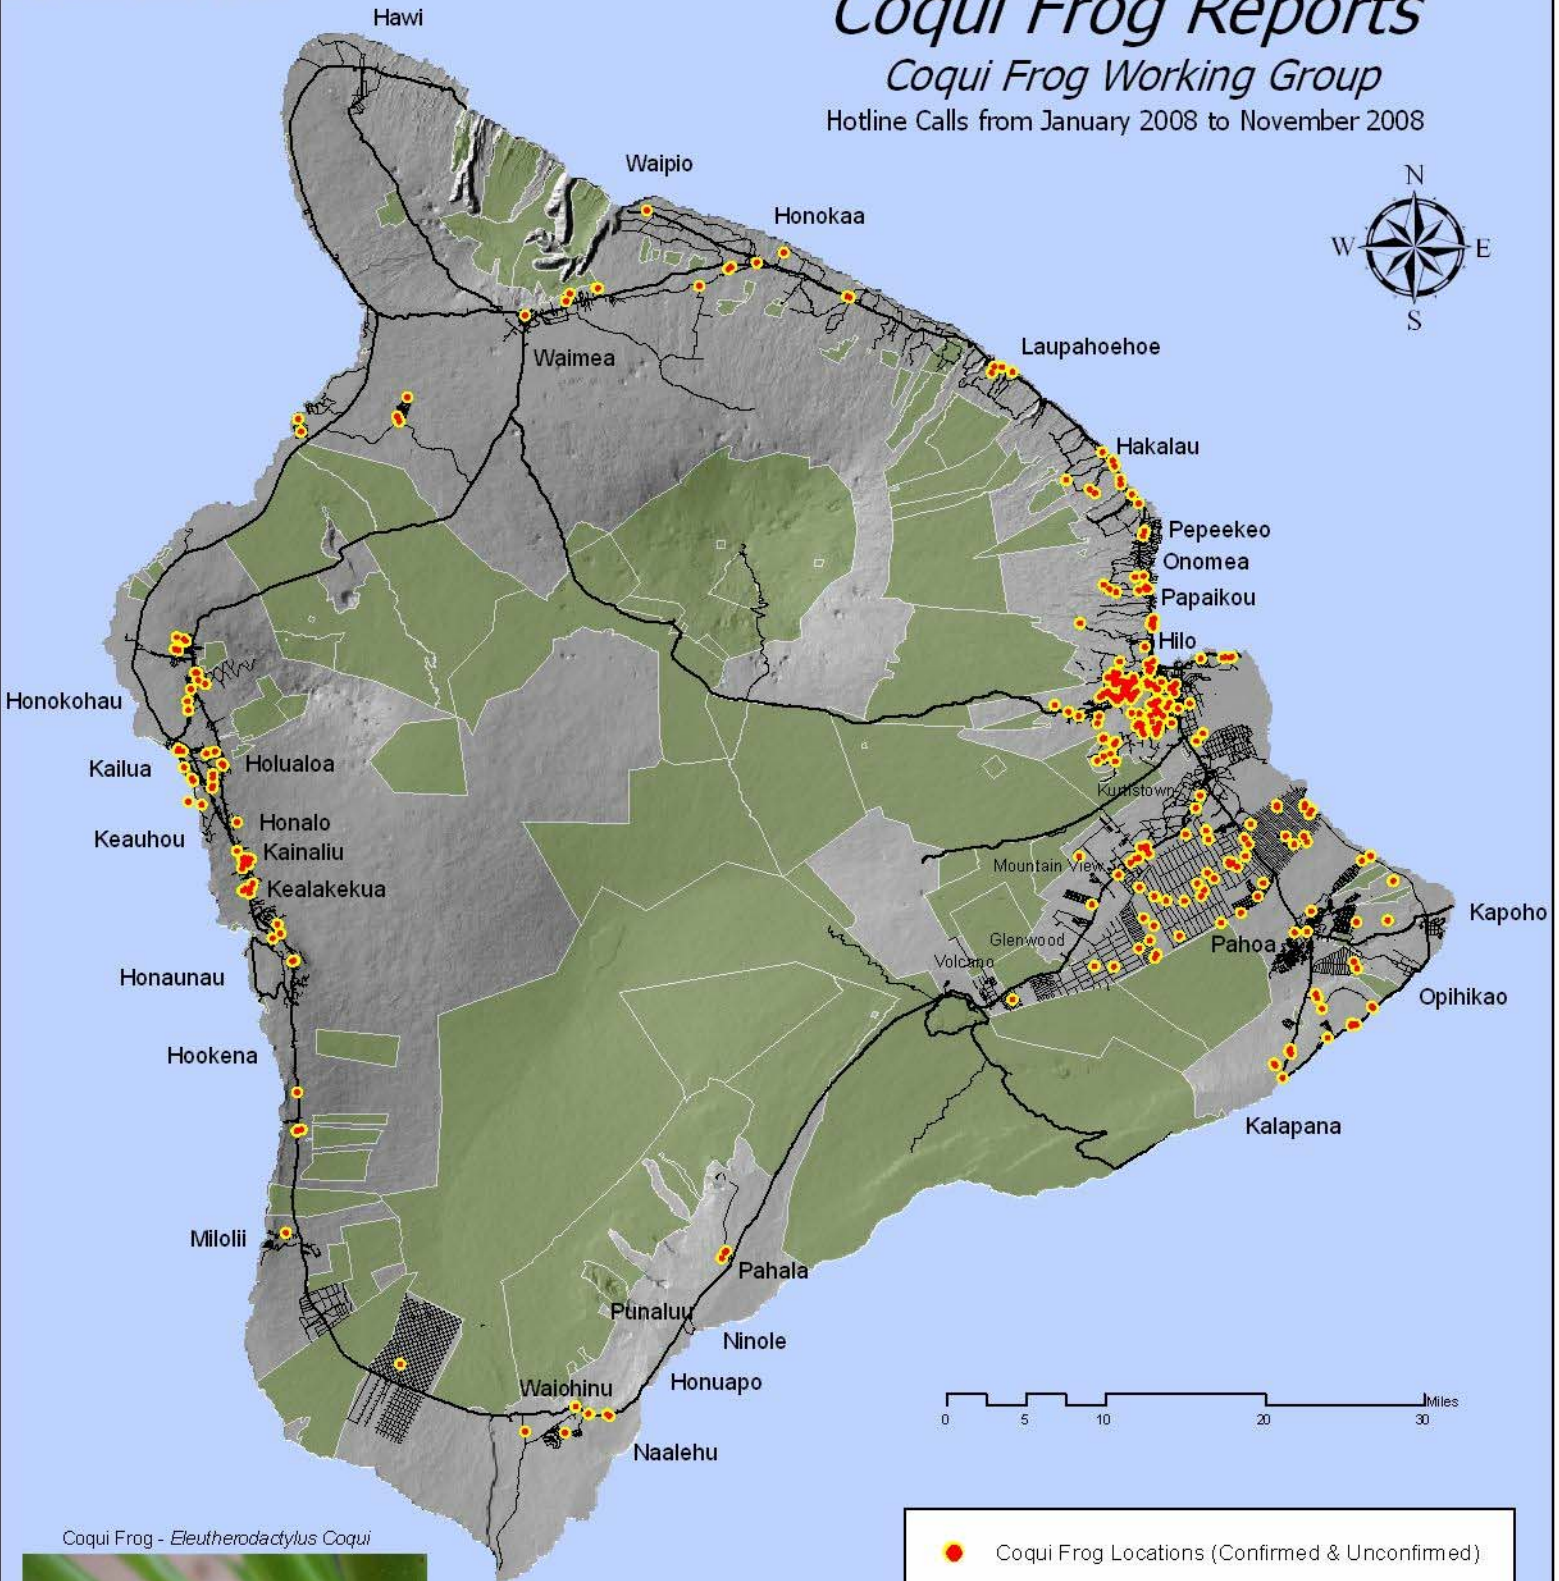 Coqui Frog Reports
Coqui Frog Working Group
Hotline Calls from January 2008 to November 2008
Hawi
Waipio
Honokaa
N
W
E
S
Waimea
Laupahoehoe
Hakalau
Pepeekeo
Onomea
Papaikou
Hilo
Honokohau
Kailua
Holualoa
Kurtistown
Keauhou
Honalo
Kainaliu
Mountain View
Kealakekua
Kapoho
Glenwood
Pahoa
Volcano
Honaunau
Opihikao
Hookena
Kalapana
Milolii
Pahala
Punaluu
Ninole
Waiohinu
Honuapo
Naalehu
Miles
0 5 10 20 30
Coqui Frog - Eleutherodactylus Coqui
Coqui Frog Locations (Confirmed & Unconfirmed)